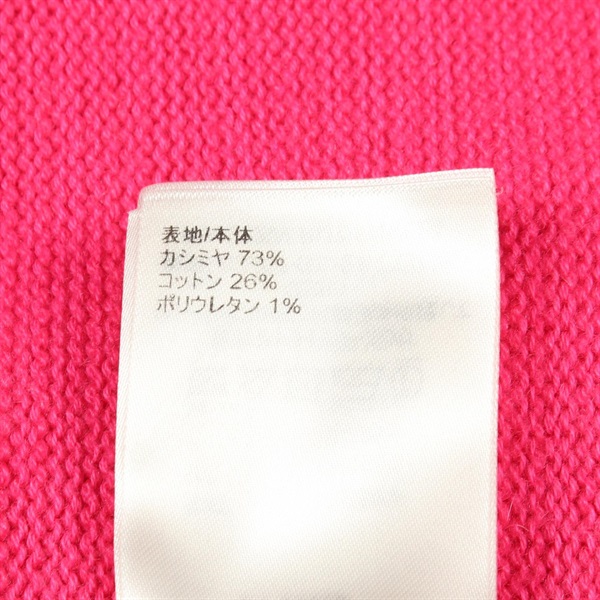 表地/本体
カシミヤ 73%
コットン 26%
ポリウレタン 1%